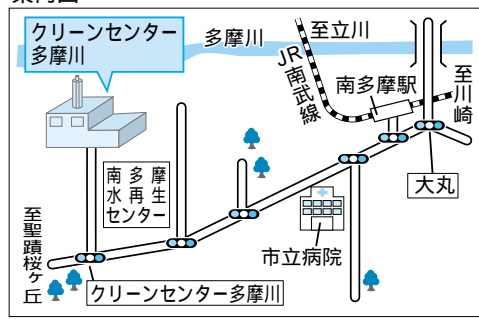 クリーンセンター
多摩川
多摩川
至立川
JR南武線
南多摩駅
至川崎
大丸
南多摩
水再生
センター
市立病院
至聖蹟桜ヶ丘
クリーンセンター多摩川